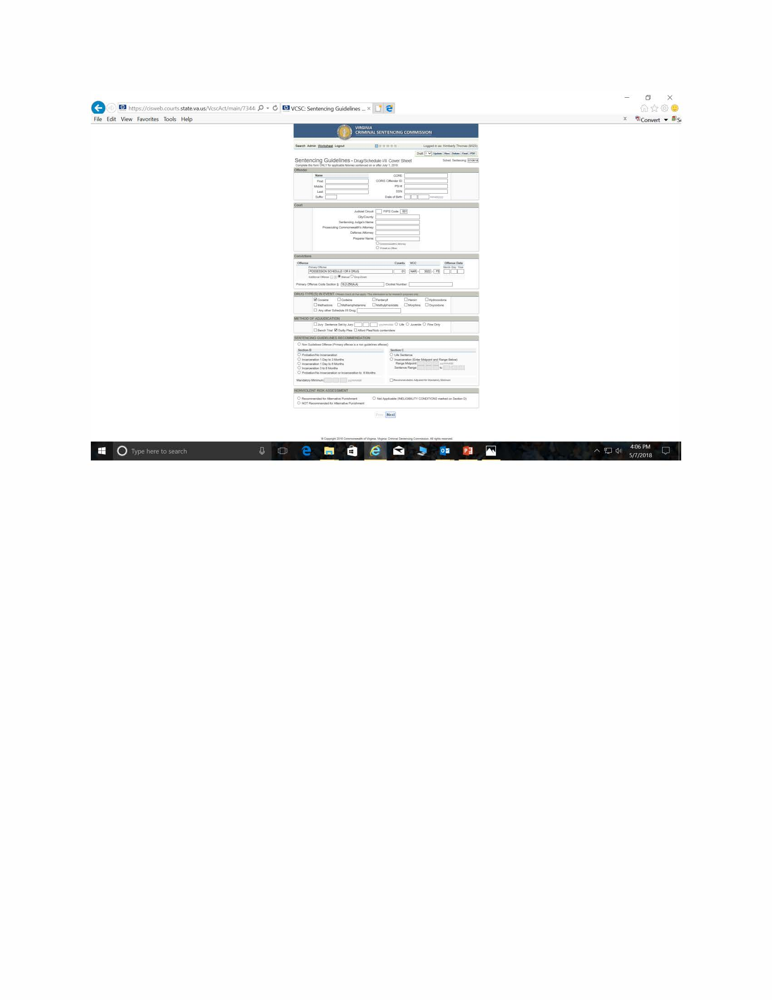 https://cisweb.courts.state.va.us/VcscAct/main/7344
VCSC: Sentencing Guidelines ...
File Edit View Favorites Tools Help
x Convert
VIRGINIA
CRIMINAL SENTENCING COMMISSION
Search Admin Worksheet Logout
Logged in as: Kimberly Thomas (9023)
Draft: 1 Update New Delete Final PDF
Sentencing Guidelines - Drug/Schedule I/II Cover Sheet
Sched. Sentencing:
Complete this form ONLY for applicable felonies sentenced on or after July 1, 2018
Offender
Name CORE:
First: CORIS Offender ID:
Middle: PSI #:
Last: SSN:
Suffix: Date of Birth: mm/dd/yyyy
Court
Judicial Circuit: FIPS Code: 001
City/County:
Sentencing Judge's Name:
Prosecuting Commonwealth's Attorney:
Defense Attorney:
Preparer Name:
Commonwealth's Attorney
Probation Officer
Convictions
Offense Counts VCC Offense Date
Primary Offense Month Day Year
POSSESSION SCHEDULE I OR II DRUG 01 NAR - 3022 - F5
Additional Offense Manual Drop-Down
Primary Offense Code Section §: 18.2-250(A,A) Docket Number:
DRUG TYPE(S) IN EVENT - Please check all that apply. This information is for research purposes only.
Cocaine Codeine Fentanyl Heroin Hydrocodone
Methadone Methamphetamine Methylphenidate Morphine Oxycodone
Any other Schedule I/II Drug
METHOD OF ADJUDICATION
Jury Sentence Set by Jury: yy/mm/dd Life Juvenile Fine Only
Bench Trial Guilty Plea Alford Plea/Nolo contendere
SENTENCING GUIDELINES RECOMMENDATION
Non Guidelines Offense (Primary offense is a non guidelines offense)
Section B Section C
Probation/No Incarceration Life Sentence
Incarceration 1 Day to 3 Months Incarceration (Enter Midpoint and Range Below)
Incarceration 1 Day to 6 Months Range Midpoint: yy/mm/dd
Incarceration 3 to 6 Months Sentence Range: to
Probation/No Incarceration or Incarceration to 6 Months
Mandatory Minimum: yy/mm/dd Recommendation Adjusted for Mandatory Minimum
NONVIOLENT RISK ASSESSMENT
Recommended for Alternative Punishment Not Applicable (INELIGIBILITY CONDITIONS marked on Section D)
NOT Recommended for Alternative Punishment
Prev Next
© Copyright 2018 Commonwealth of Virginia. Virginia Criminal Sentencing Commission. All rights reserved.
Type here to search
4:06 PM
5/7/2018